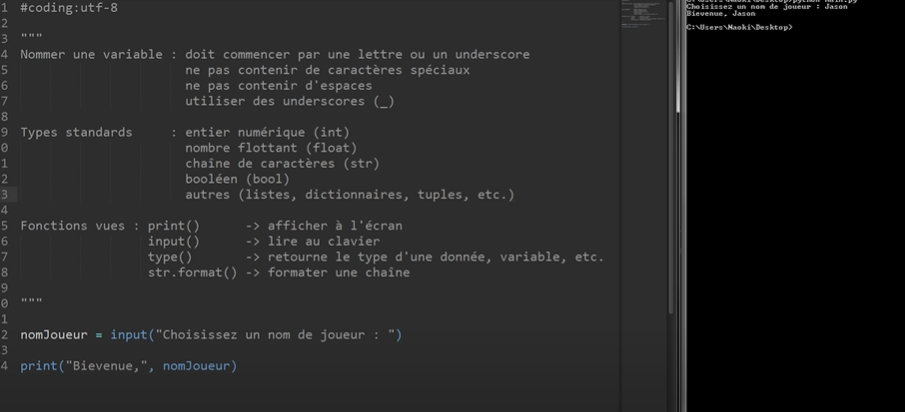 1 #coding:utf-8
2
3 """
4 Nommer une variable : doit commencer par une lettre ou un underscore
5 ne pas contenir de caractères spéciaux
6 ne pas contenir d'espaces
7 utiliser des underscores (_)
8
9 Types standards : entier numérique (int)
0 nombre flottant (float)
1 chaîne de caractères (str)
2 booléen (bool)
3 autres (listes, dictionnaires, tuples, etc.)
4
5 Fonctions vues : print() -> afficher à l'écran
6 input() -> lire au clavier
7 type() -> retourne le type d'une donnée, variable, etc.
8 str.format() -> formater une chaîne
9
0 """
1
2 nomJoueur = input("Choisissez un nom de joueur : ")
3
4 print("Bievenue,", nomJoueur)
Choisissez un nom de joueur : Jason
Bievenue, Jason
C:\Users\Naoki\Desktop>